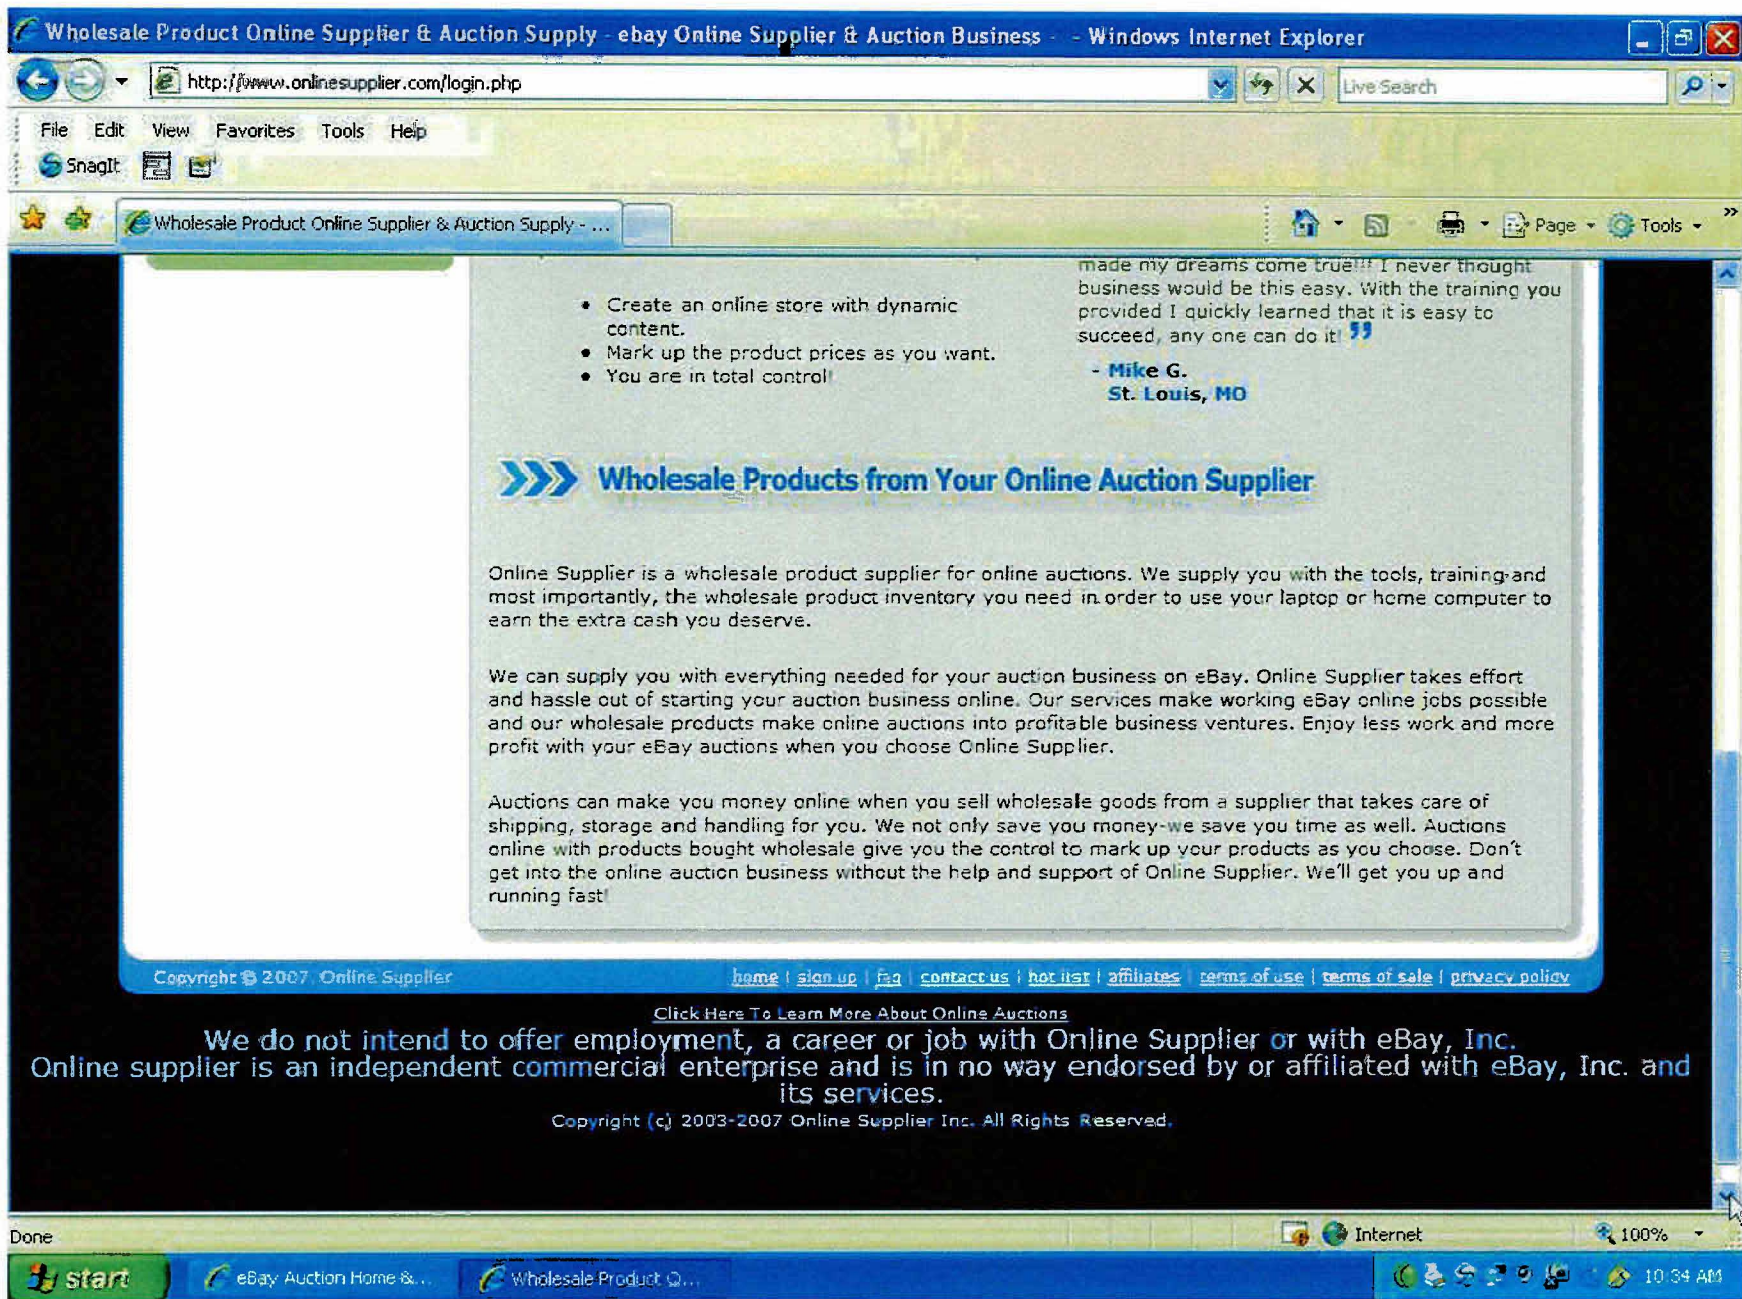 Wholesale Product Online Supplier & Auction Supply - ebay Online Supplier & Auction Business - - Windows Internet Explorer
http://www.onlinesupplier.com/login.php
Live Search
File Edit View Favorites Tools Help
SnagIt
Wholesale Product Online Supplier & Auction Supply - ...
Page Tools »
made my dreams come true!!! I never thought
business would be this easy. With the training you
provided I quickly learned that it is easy to
succeed, any one can do it! ”
- Mike G.
St. Louis, MO
• Create an online store with dynamic
content.
• Mark up the product prices as you want.
• You are in total control!
Wholesale Products from Your Online Auction Supplier
Online Supplier is a wholesale product supplier for online auctions. We supply you with the tools, training and
most importantly, the wholesale product inventory you need in order to use your laptop or home computer to
earn the extra cash you deserve.
We can supply you with everything needed for your auction business on eBay. Online Supplier takes effort
and hassle out of starting your auction business online. Our services make working eBay online jobs possible
and our wholesale products make online auctions into profitable business ventures. Enjoy less work and more
profit with your eBay auctions when you choose Online Supplier.
Auctions can make you money online when you sell wholesale goods from a supplier that takes care of
shipping, storage and handling for you. We not only save you money-we save you time as well. Auctions
online with products bought wholesale give you the control to mark up your products as you choose. Don't
get into the online auction business without the help and support of Online Supplier. We'll get you up and
running fast!
Copyright © 2007, Online Supplier
home | sign up | faq | contact us | hot list | affiliates | terms of use | terms of sale | privacy policy
Click Here To Learn More About Online Auctions
We do not intend to offer employment, a career or job with Online Supplier or with eBay, Inc.
Online supplier is an independent commercial enterprise and is in no way endorsed by or affiliated with eBay, Inc. and
its services.
Copyright (c) 2003-2007 Online Supplier Inc. All Rights Reserved.
Done
Internet
100%
start
eBay Auction Home &...
Wholesale Product O...
10:34 AM